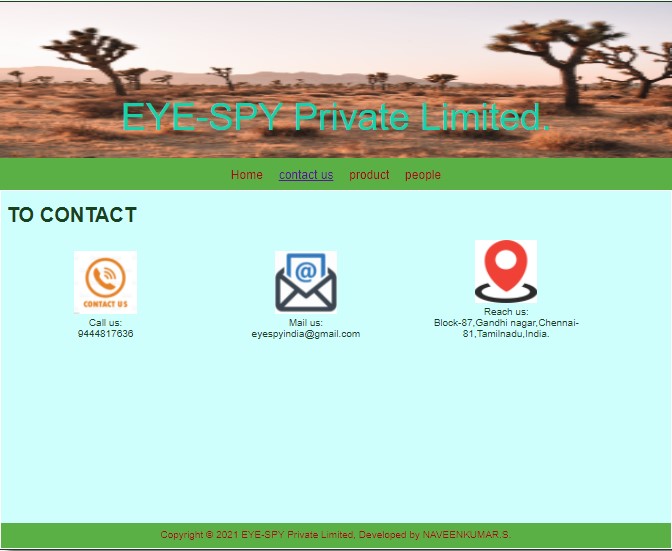 EYE-SPY Private Limited.
Home contact us product people
TO CONTACT
CONTACT US
Call us:
9444817636
@
Mail us:
eyespyindia@gmail.com
Reach us:
Block-87,Gandhi nagar,Chennai-
81,Tamilnadu,India.
Copyright © 2021 EYE-SPY Private Limited, Developed by NAVEENKUMAR.S.